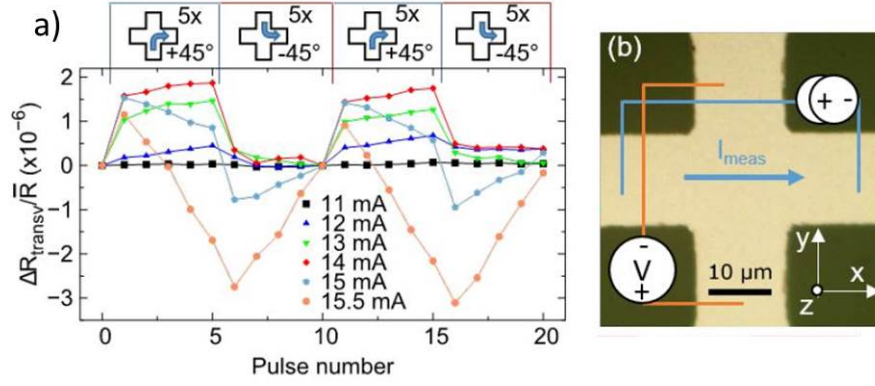 a)
5x
+45°
5x
-45°
5x
+45°
5x
-45°
ΔR_transv/R̅ (x10⁻⁶)
2
1
0
-1
-2
-3
11 mA
12 mA
13 mA
14 mA
15 mA
15.5 mA
0 5 10 15 20
Pulse number
(b)
+ -
I_meas
-
V
+
10 µm
y
x
z